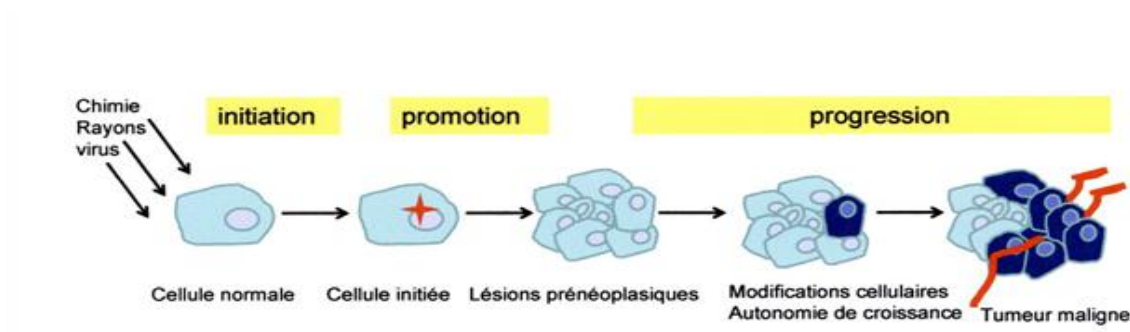 Chimie
Rayons
virus
initiation
promotion
progression
Cellule normale
Cellule initiée
Lésions prénéoplasiques
Modifications cellulaires
Autonomie de croissance
Tumeur maligne